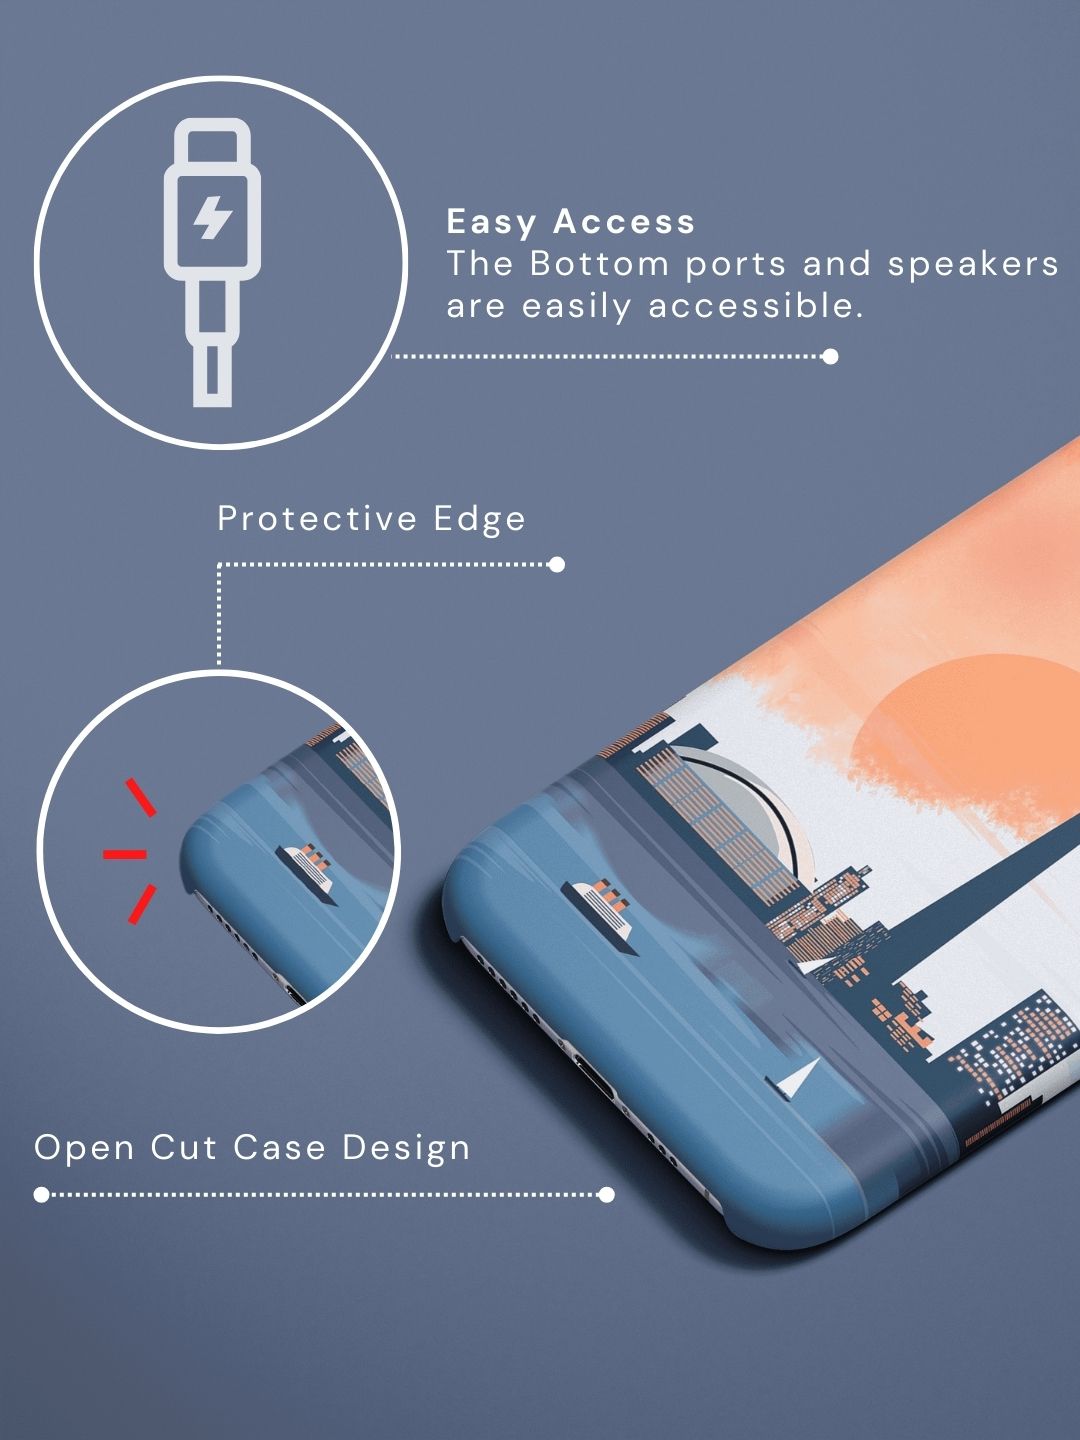 Easy Access
The Bottom ports and speakers
are easily accessible.
Protective Edge
Open Cut Case Design